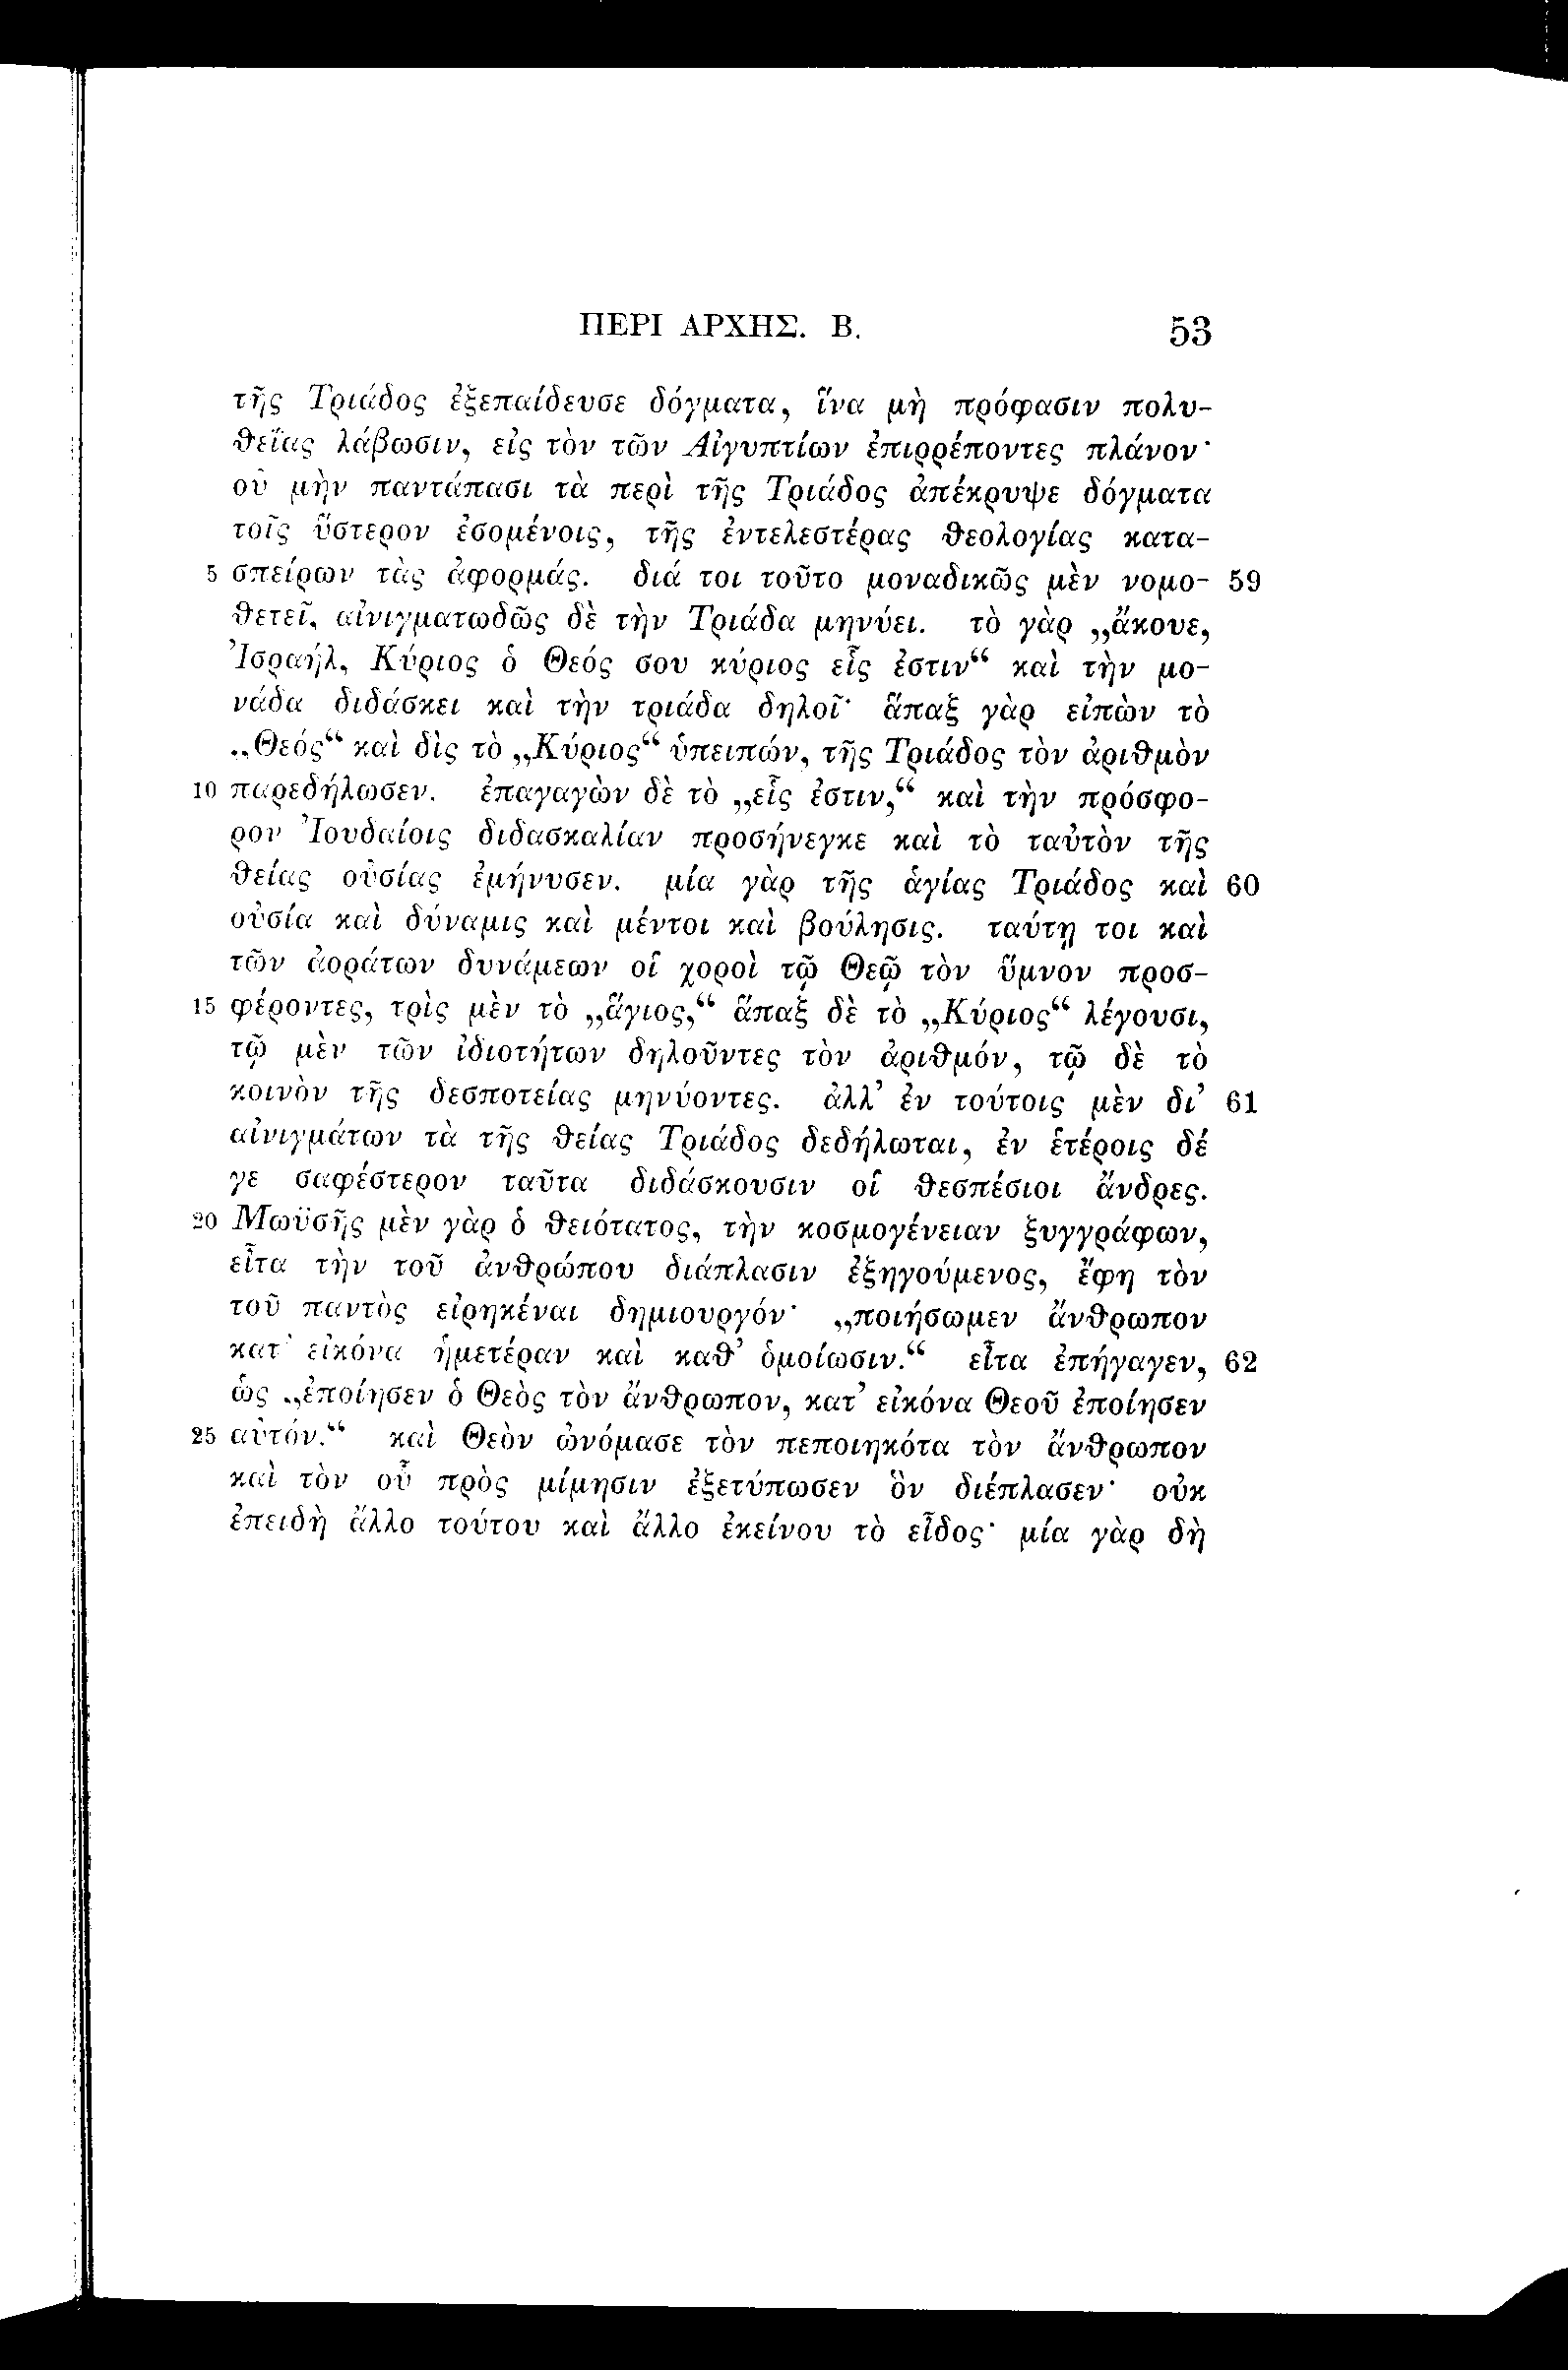 ΠΕΡΙ ΑΡΧΗΣ. Β. 53
τῆς Τριάδος ἐξεπαίδευσε δόγματα, ἵνα μὴ πρόφασιν πολυ-
θεΐας λάβωσιν, εἰς τὸν τῶν Αἰγυπτίων ἐπιρρέποντες πλάνον·
οὐ μὴν παντάπασι τὰ περὶ τῆς Τριάδος ἀπέκρυψε δόγματα
τοῖς ὕστερον ἐσομένοις, τῆς ἐντελεστέρας θεολογίας κατα-
5 σπείρων τὰς ἀφορμάς. διά τοι τοῦτο μοναδικῶς μὲν νομο- 59
θετεῖ, αἰνιγματωδῶς δὲ τὴν Τριάδα μηνύει. τὸ γὰρ „ἄκουε,
Ἰσραήλ, Κύριος ὁ Θεός σου κύριος εἷς ἐστιν“ καὶ τὴν μο-
νάδα διδάσκει καὶ τὴν τριάδα δηλοῖ· ἅπαξ γὰρ εἰπὼν τὸ
„Θεός“ καὶ δὶς τὸ „Κύριος“ ὑπειπών, τῆς Τριάδος τὸν ἀριθμὸν
10 παρεδήλωσεν. ἐπαγαγὼν δὲ τὸ „εἷς ἐστιν,“ καὶ τὴν πρόσφο-
ρον Ἰουδαίοις διδασκαλίαν προσήνεγκε καὶ τὸ ταὐτὸν τῆς
θείας οὐσίας ἐμήνυσεν. μία γὰρ τῆς ἁγίας Τριάδος καὶ 60
οὐσία καὶ δύναμις καὶ μέντοι καὶ βούλησις. ταύτῃ τοι καὶ
τῶν ἀοράτων δυνάμεων οἱ χοροὶ τῷ Θεῷ τὸν ὕμνον προσ-
15 φέροντες, τρὶς μὲν τὸ „ἅγιος,“ ἅπαξ δὲ τὸ „Κύριος“ λέγουσι,
τῷ μὲν τῶν ἰδιοτήτων δηλοῦντες τὸν ἀριθμόν, τῷ δὲ τὸ
κοινὸν τῆς δεσποτείας μηνύοντες. ἀλλ’ ἐν τούτοις μὲν δι’ 61
αἰνιγμάτων τὰ τῆς θείας Τριάδος δεδήλωται, ἐν ἑτέροις δέ
γε σαφέστερον ταῦτα διδάσκουσιν οἱ θεσπέσιοι ἄνδρες.
20 Μωϋσῆς μὲν γὰρ ὁ θειότατος, τὴν κοσμογένειαν ξυγγράφων,
εἶτα τὴν τοῦ ἀνθρώπου διάπλασιν ἐξηγούμενος, ἔφη τὸν
τοῦ παντὸς εἰρηκέναι δημιουργόν· „ποιήσωμεν ἄνθρωπον
κατ’ εἰκόνα ἡμετέραν καὶ καθ’ ὁμοίωσιν.“ εἶτα ἐπήγαγεν, 62
ὡς „ἐποίησεν ὁ Θεὸς τὸν ἄνθρωπον, κατ’ εἰκόνα Θεοῦ ἐποίησεν
25 αὐτόν.“ καὶ Θεὸν ὠνόμασε τὸν πεποιηκότα τὸν ἄνθρωπον
καὶ τὸν οὗ πρὸς μίμησιν ἐξετύπωσεν ὃν διέπλασεν· οὐκ
ἐπειδὴ ἄλλο τούτου καὶ ἄλλο ἐκείνου τὸ εἶδος· μία γὰρ δὴ